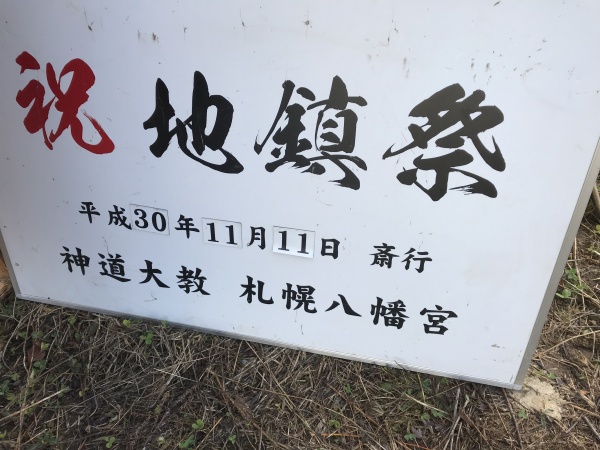 祝 地鎮祭
平成30年11月11日 斎行
神道大教 札幌八幡宮